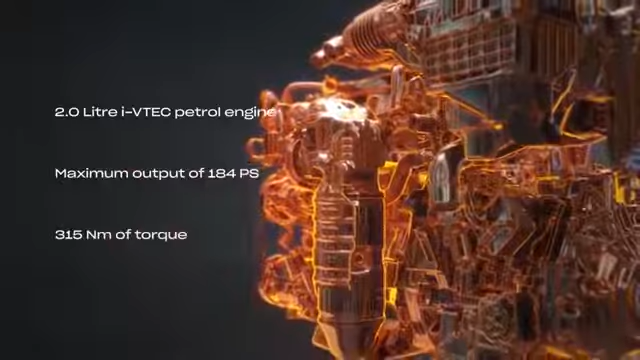 2.0 Litre i-VTEC petrol engine
Maximum output of 184 PS
315 Nm of torque